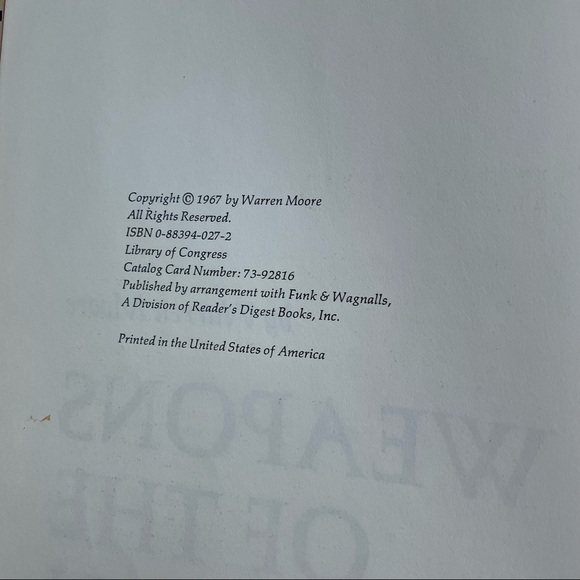 Copyright © 1967 by Warren Moore
All Rights Reserved.
ISBN 0-88394-027-2
Library of Congress
Catalog Card Number: 73-92816
Published by arrangement with Funk & Wagnalls,
A Division of Reader's Digest Books, Inc.
Printed in the United States of America
WEAPONS
OF THE